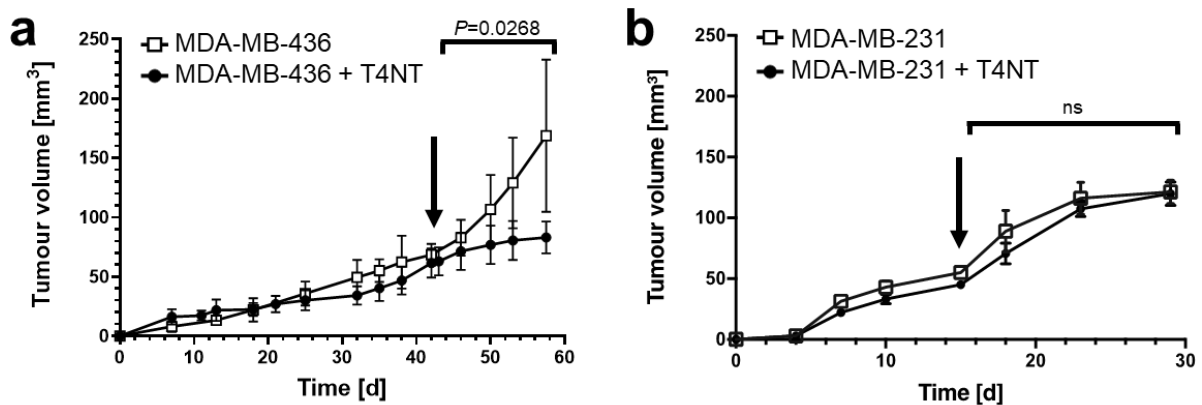 a
P=0.0268
MDA-MB-436
MDA-MB-436 + T4NT
Tumour volume [mm³]
250
200
150
100
50
0
0 10 20 30 40 50 60
Time [d]
b
MDA-MB-231
MDA-MB-231 + T4NT
ns
Tumour volume [mm³]
250
200
150
100
50
0
0 10 20 30
Time [d]